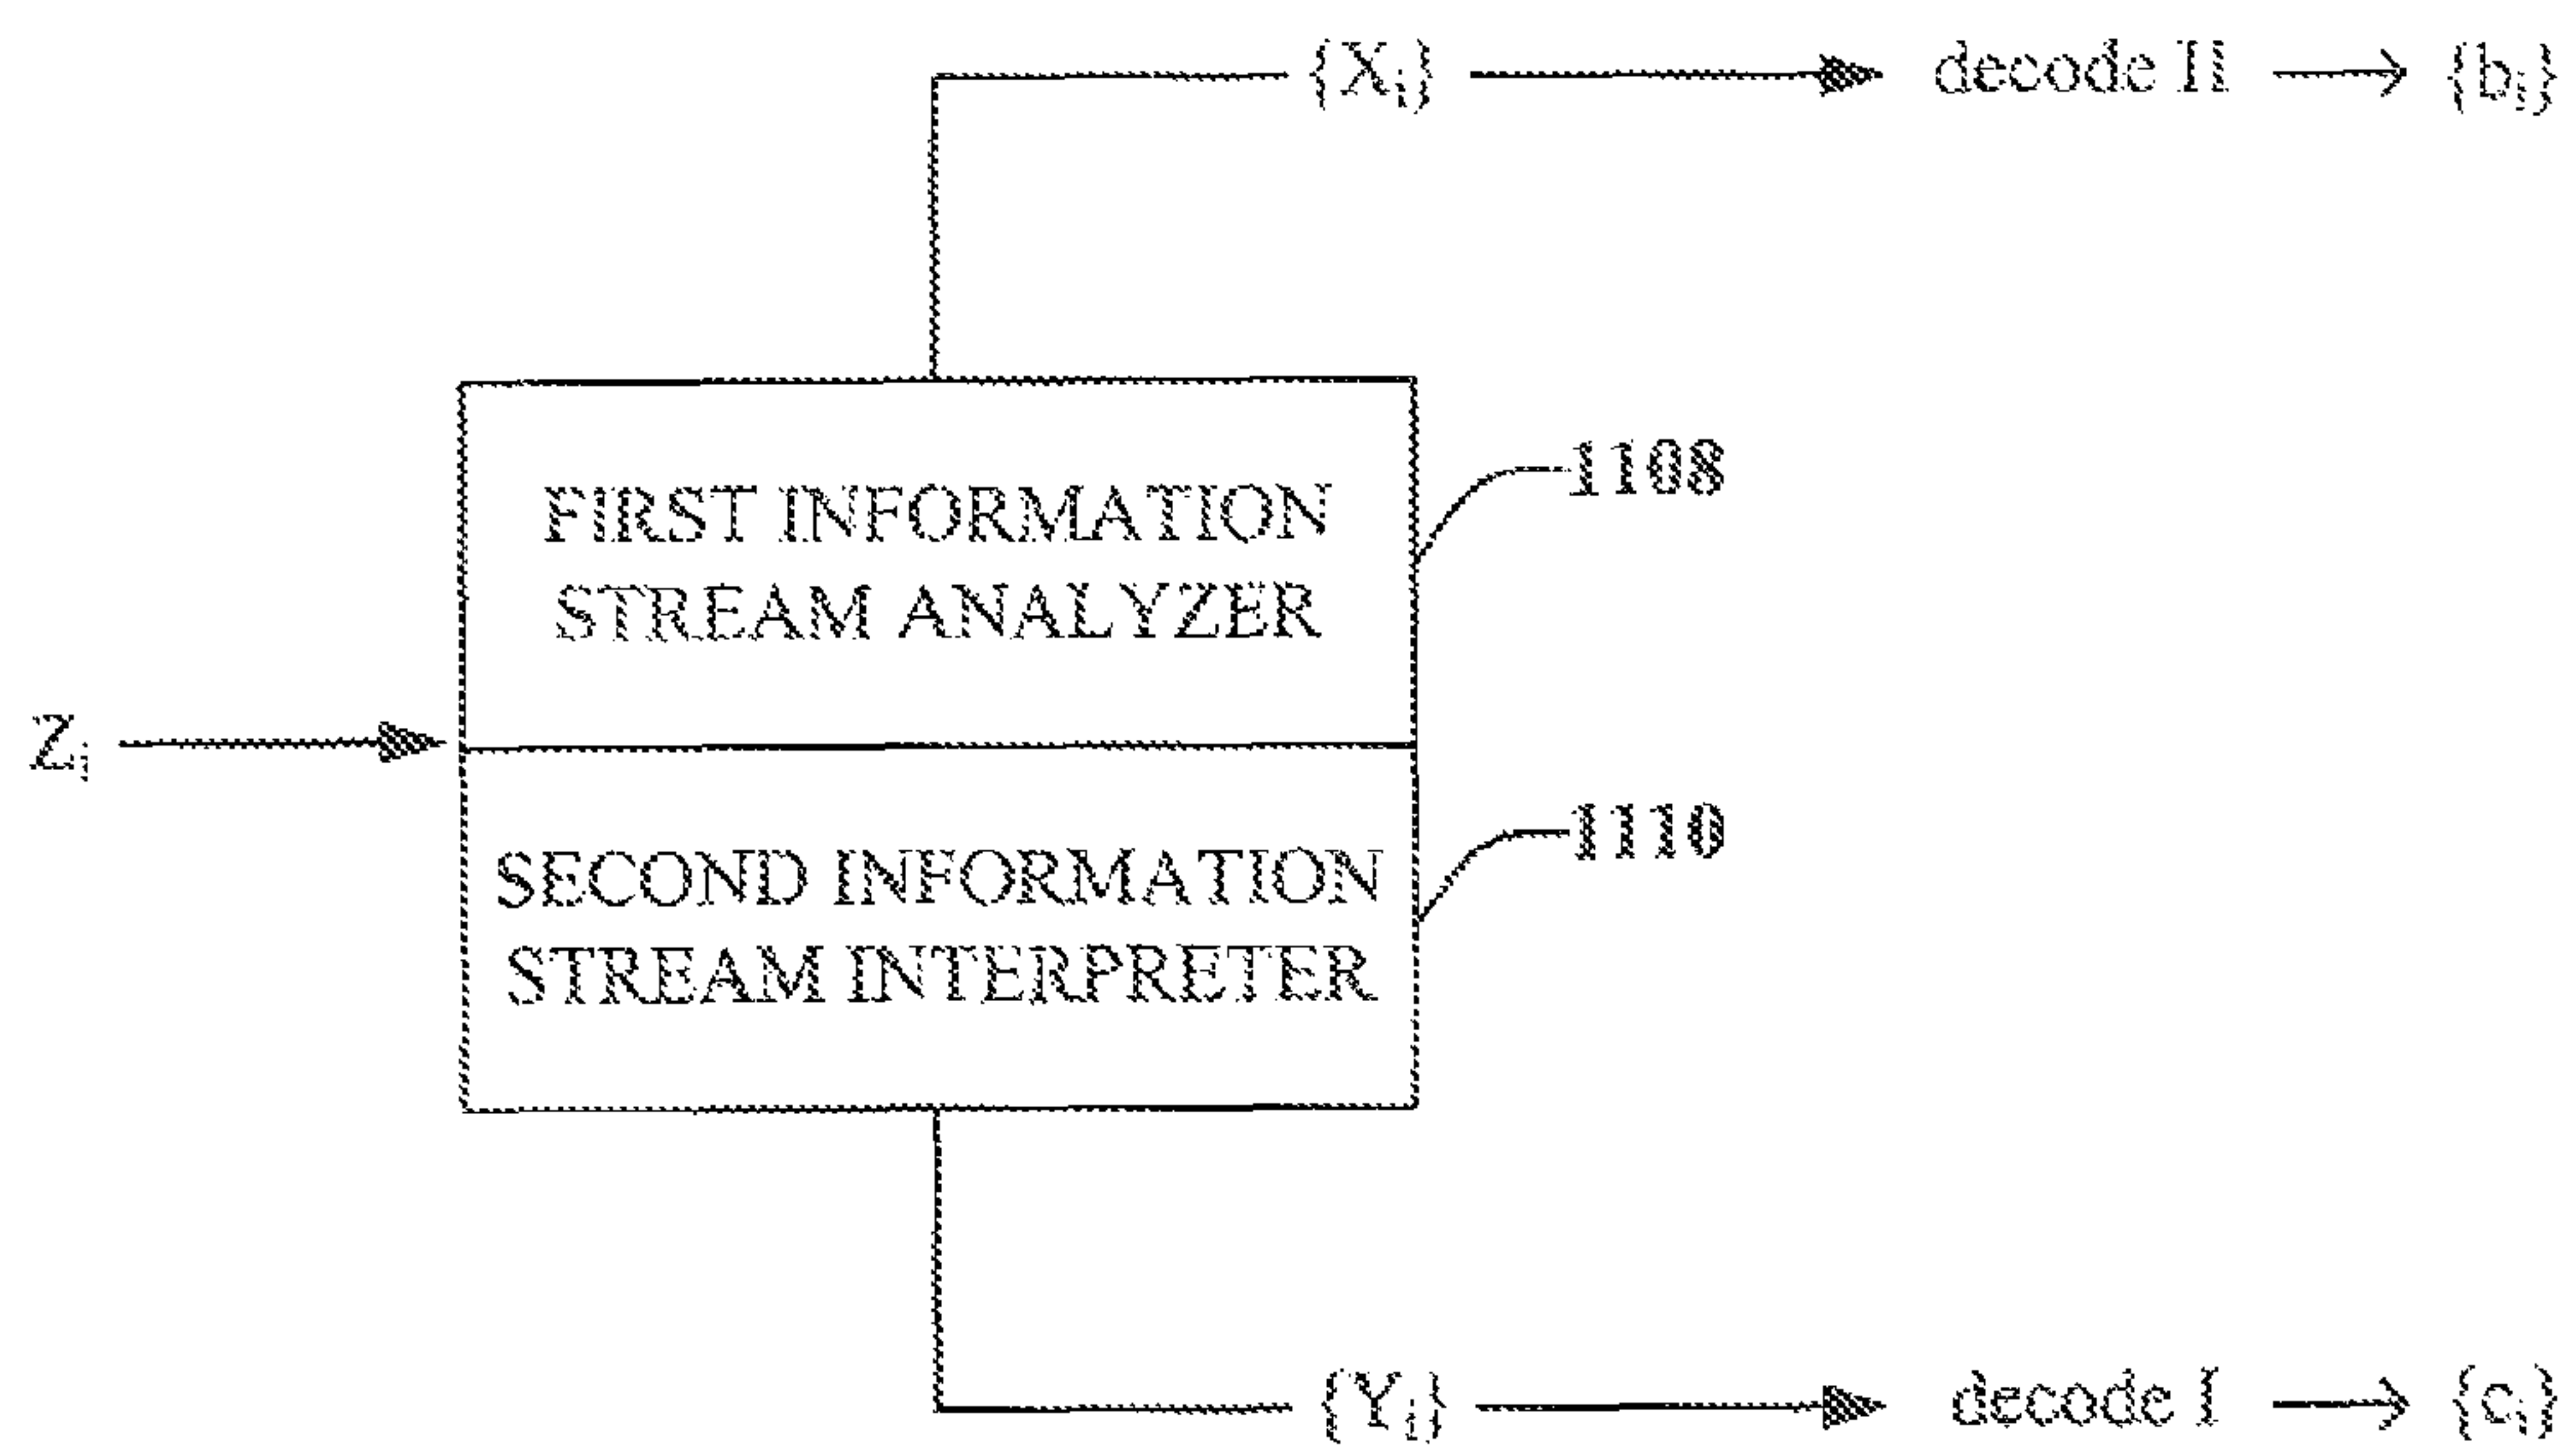 {Xi} decode II {bi}
FIRST INFORMATION
STREAM ANALYZER
1108
Zi
SECOND INFORMATION
STREAM INTERPRETER
1110
{Yi} decode I {ci}